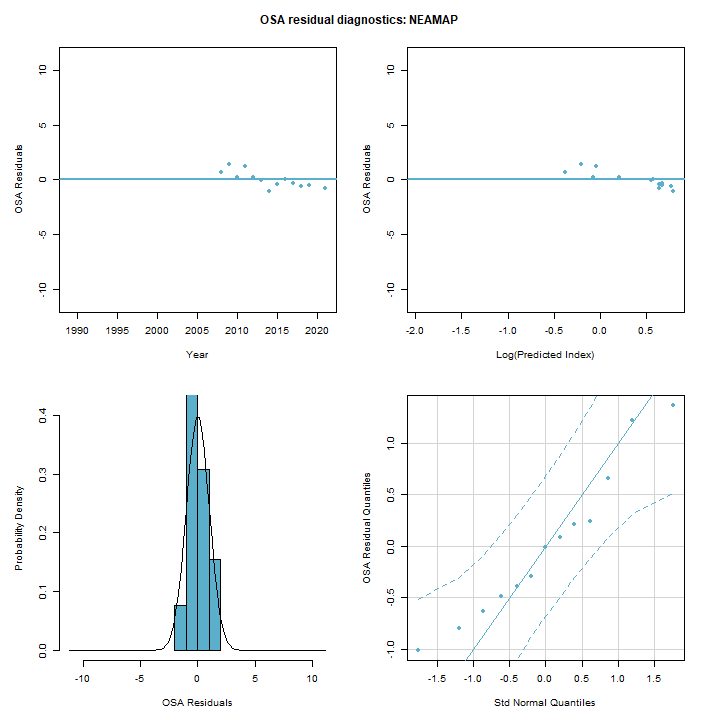 OSA residual diagnostics: NEAMAP
OSA Residuals
10
5
0
-5
-10
1990 1995 2000 2005 2010 2015 2020
Year
OSA Residuals
10
5
0
-5
-10
-2.0 -1.5 -1.0 -0.5 0.0 0.5
Log(Predicted Index)
Probability Density
0.4
0.3
0.2
0.1
0.0
-10 -5 0 5 10
OSA Residuals
OSA Residual Quantiles
1.0
0.5
0.0
-0.5
-1.0
-1.5 -1.0 -0.5 0.0 0.5 1.0 1.5
Std Normal Quantiles